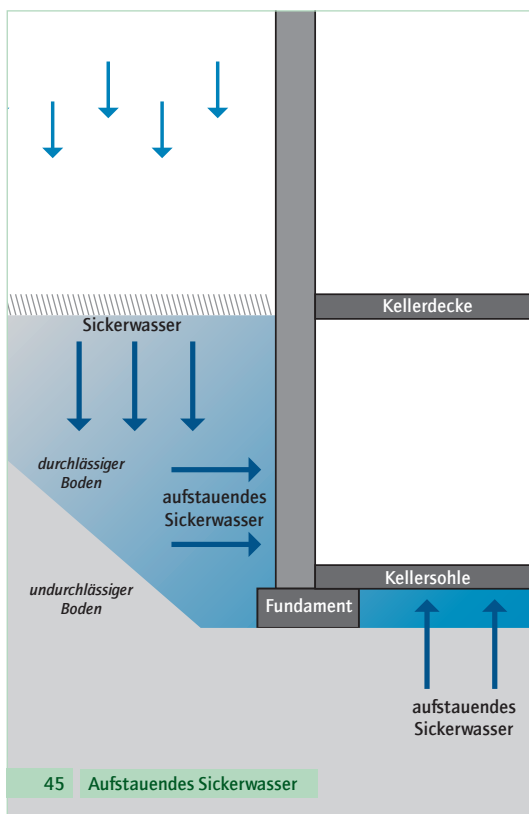 Kellerdecke
Sickerwasser
durchlässiger
Boden
aufstauendes
Sickerwasser
undurchlässiger
Boden
Kellersohle
Fundament
aufstauendes
Sickerwasser
45 Aufstauendes Sickerwasser